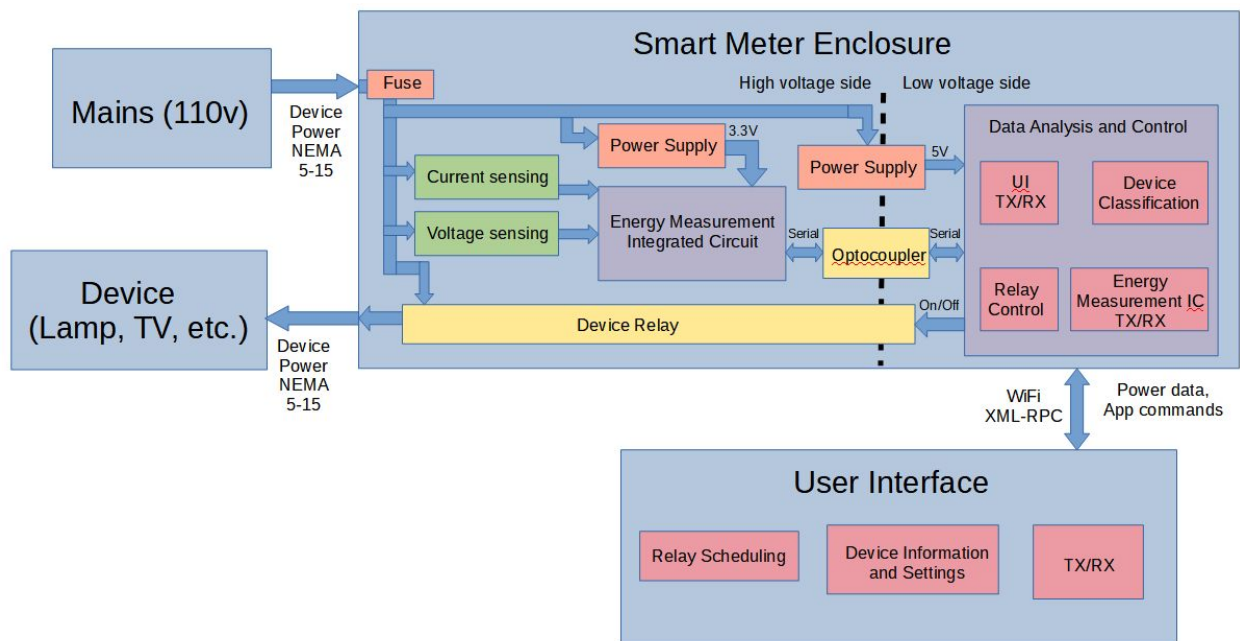 Smart Meter Enclosure
Mains (110v)
Device
Power
NEMA
5-15
Fuse
High voltage side
Low voltage side
Power Supply
3.3V
Power Supply
5V
Current sensing
Voltage sensing
Energy Measurement
Integrated Circuit
Serial
Optocoupler
Serial
Data Analysis and Control
UI
TX/RX
Device
Classification
Relay
Control
Energy
Measurement IC
TX/RX
On/Off
Device Relay
Device
(Lamp, TV, etc.)
Device
Power
NEMA
5-15
WiFi
XML-RPC
Power data,
App commands
User Interface
Relay Scheduling
Device Information
and Settings
TX/RX